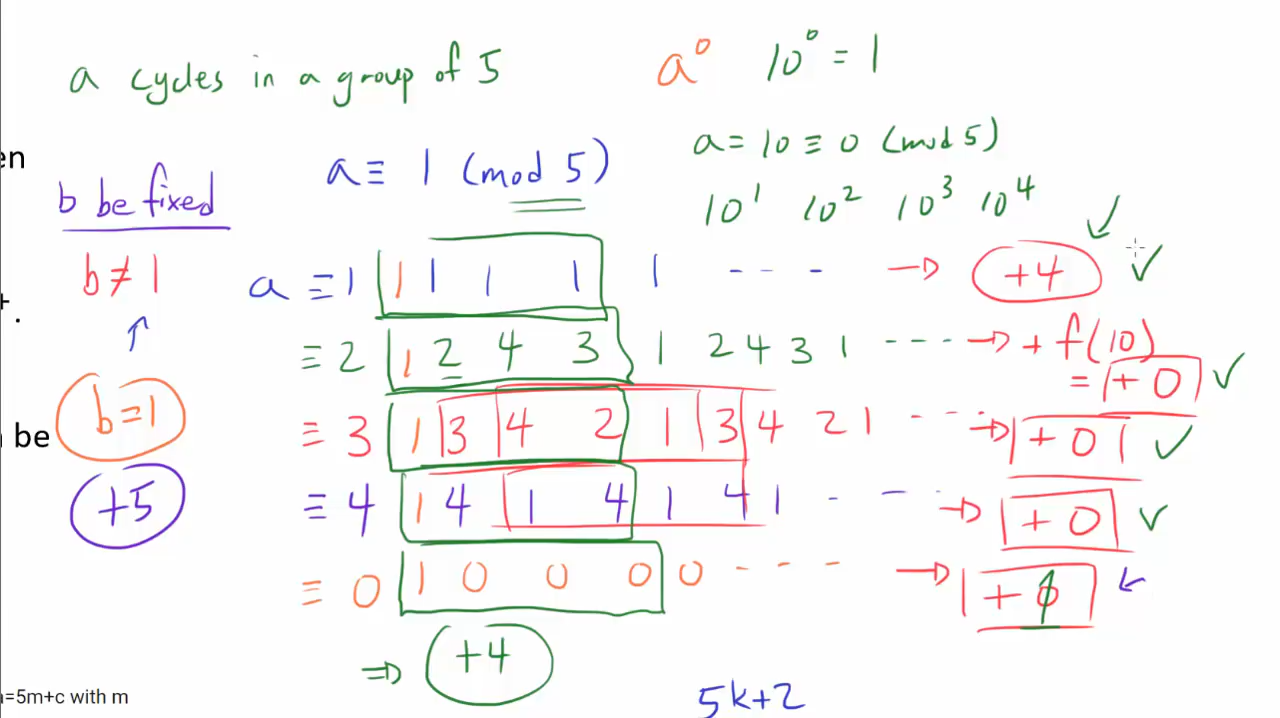 a cycles in a group of 5
a⁰ 10⁰ = 1
en
b be fixed
a ≡ 1 (mod 5)
a = 10 ≡ 0 (mod 5)
10¹ 10² 10³ 10⁴
b ≠ 1
a ≡ 1 1 1 1 1 1 - - - → +4 ✓ ✓
+.
↑
≡ 2 1 2 4 3 1 2 4 3 1 ---- → + f(10)
= +0 ✓
b = 1
n be
≡ 3 1 3 4 2 1 3 4 2 1 - - - → +0 ✓
+5
≡ 4 1 4 1 4 1 4 1 - - - → +0 ✓
≡ 0 1 0 0 0 0 - - - → +1 ←
⇒ +4
a=5m+c with m
5k+2